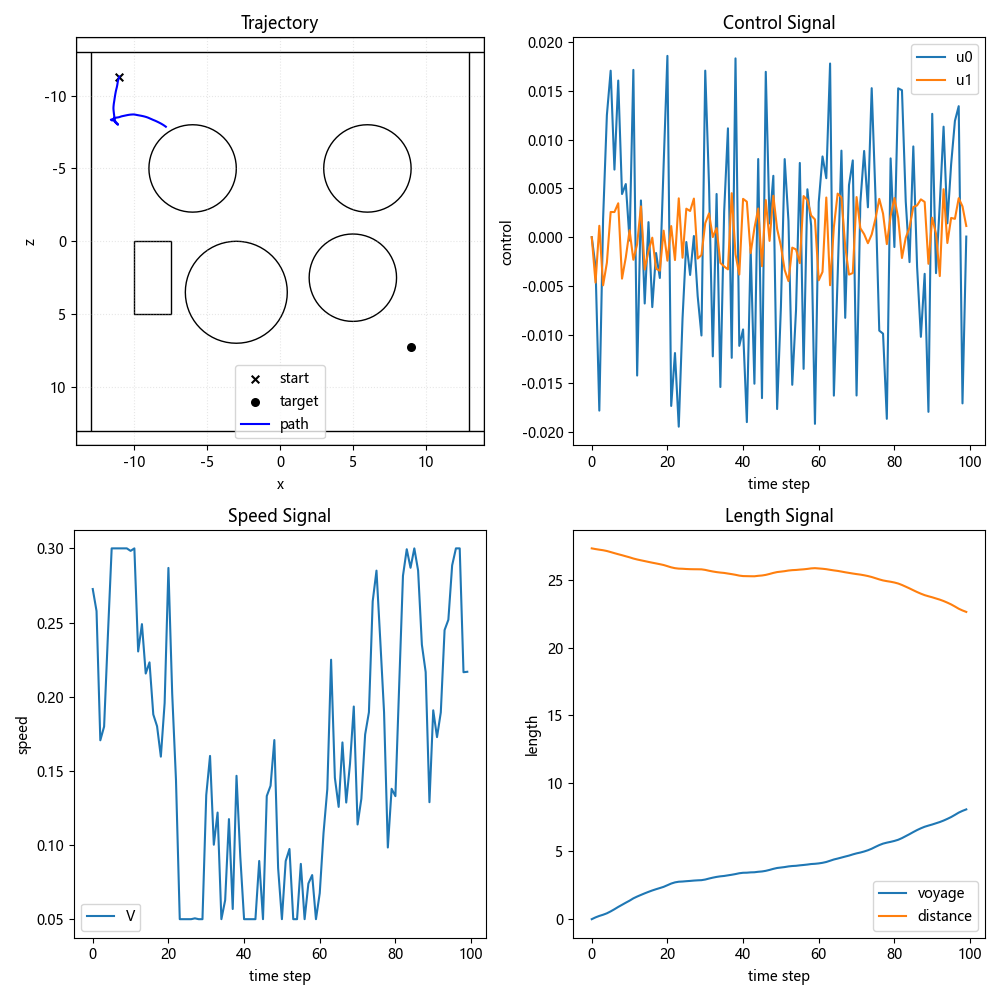 Trajectory
-10
-5
0
5
10
z
-10
-5
0
5
10
x
start
target
path
Control Signal
0.020
0.015
0.010
0.005
0.000
-0.005
-0.010
-0.015
-0.020
control
0
20
40
60
80
100
time step
u0
u1
Speed Signal
0.30
0.25
0.20
0.15
0.10
0.05
speed
0
20
40
60
80
100
time step
V
Length Signal
25
20
15
10
5
0
length
0
20
40
60
80
100
time step
voyage
distance